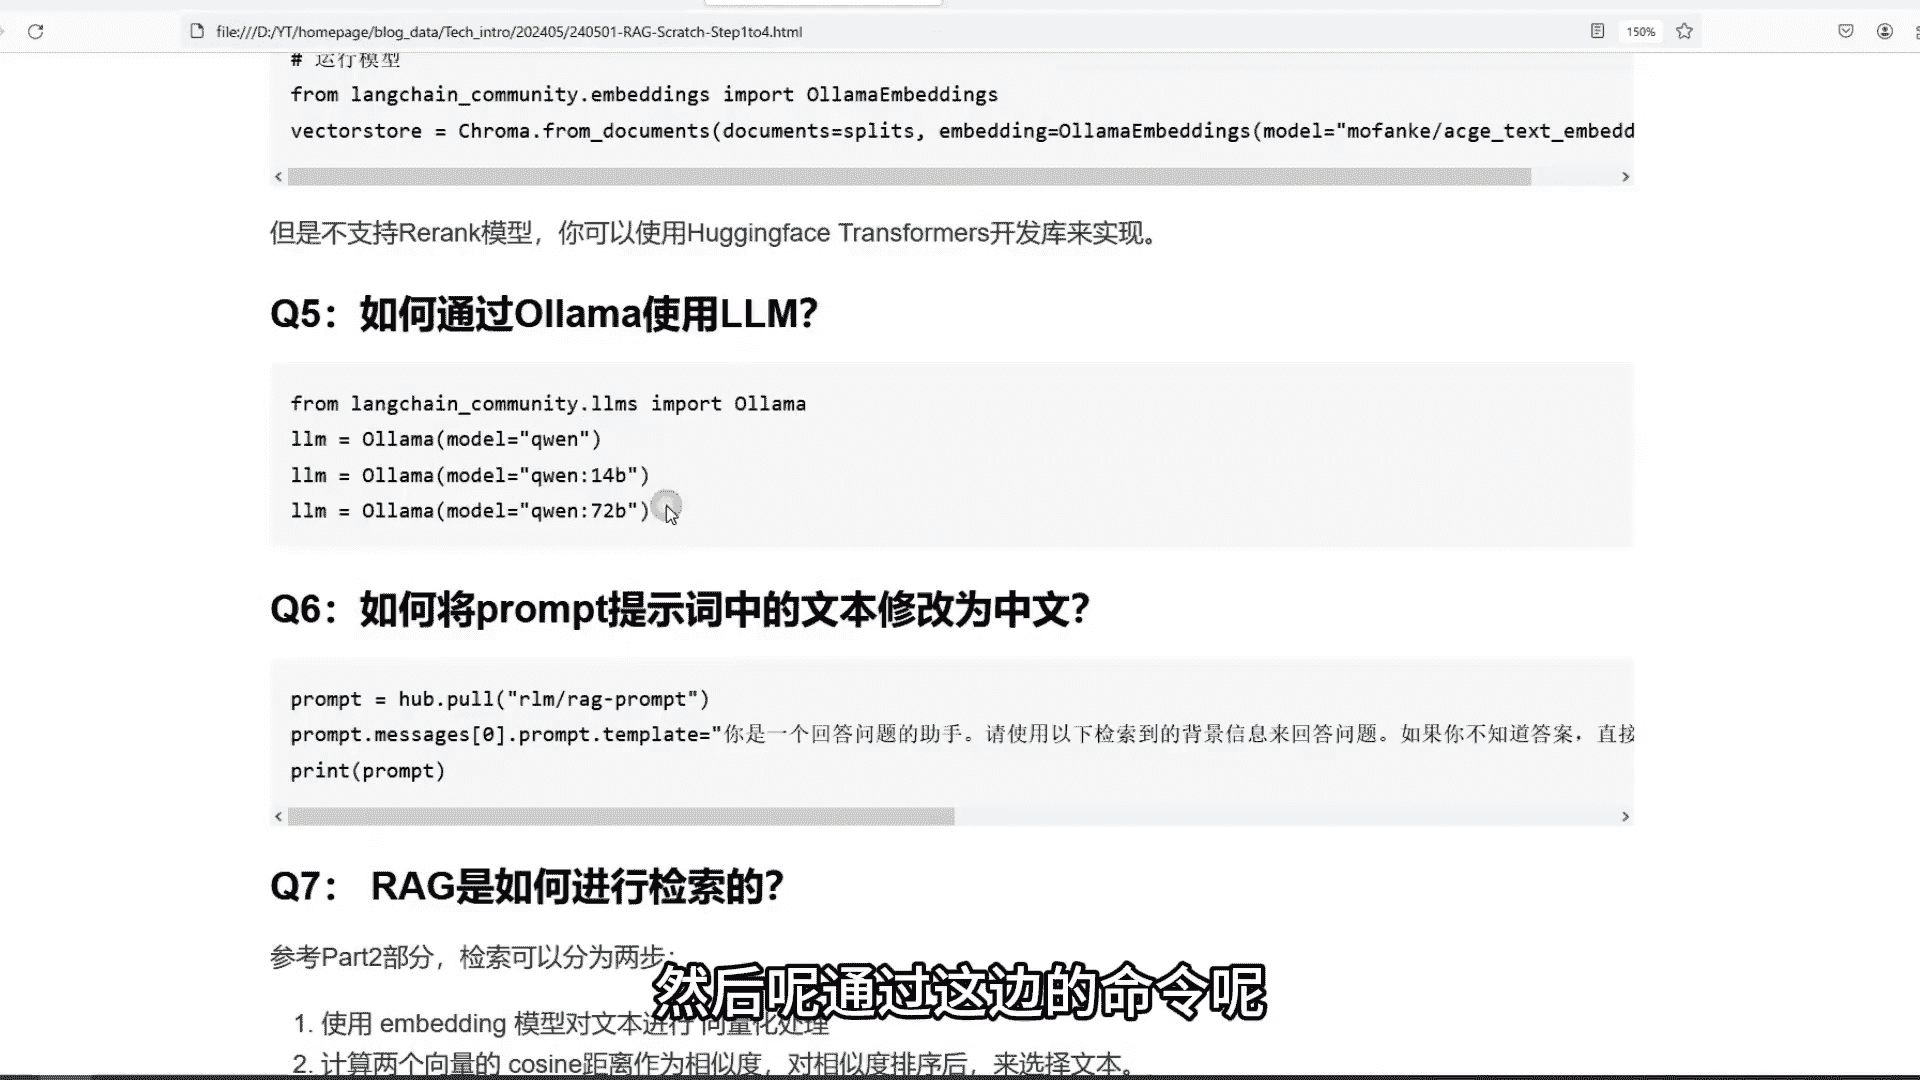 file:///D:/YT/homepage/blog_data/Tech_intro/202405/240501-RAG-Scratch-Step1to4.html
150%
# 运行模型
from langchain_community.embeddings import OllamaEmbeddings
vectorstore = Chroma.from_documents(documents=splits, embedding=OllamaEmbeddings(model="mofanke/acge_text_embedd
但是不支持Rerank模型，你可以使用Huggingface Transformers开发库来实现。
Q5：如何通过Ollama使用LLM？
from langchain_community.llms import Ollama
llm = Ollama(model="qwen")
llm = Ollama(model="qwen:14b")
llm = Ollama(model="qwen:72b")
Q6：如何将prompt提示词中的文本修改为中文？
prompt = hub.pull("rlm/rag-prompt")
prompt.messages[0].prompt.template="你是一个回答问题的助手。请使用以下检索到的背景信息来回答问题。如果你不知道答案，直接
print(prompt)
Q7： RAG是如何进行检索的？
参考Part2部分，检索可以分为两步：
然后呢通过这边的命令呢
1. 使用 embedding 模型对文本进行 向量化处理
2. 计算两个向量的 cosine距离作为相似度，对相似度排序后，来选择文本。